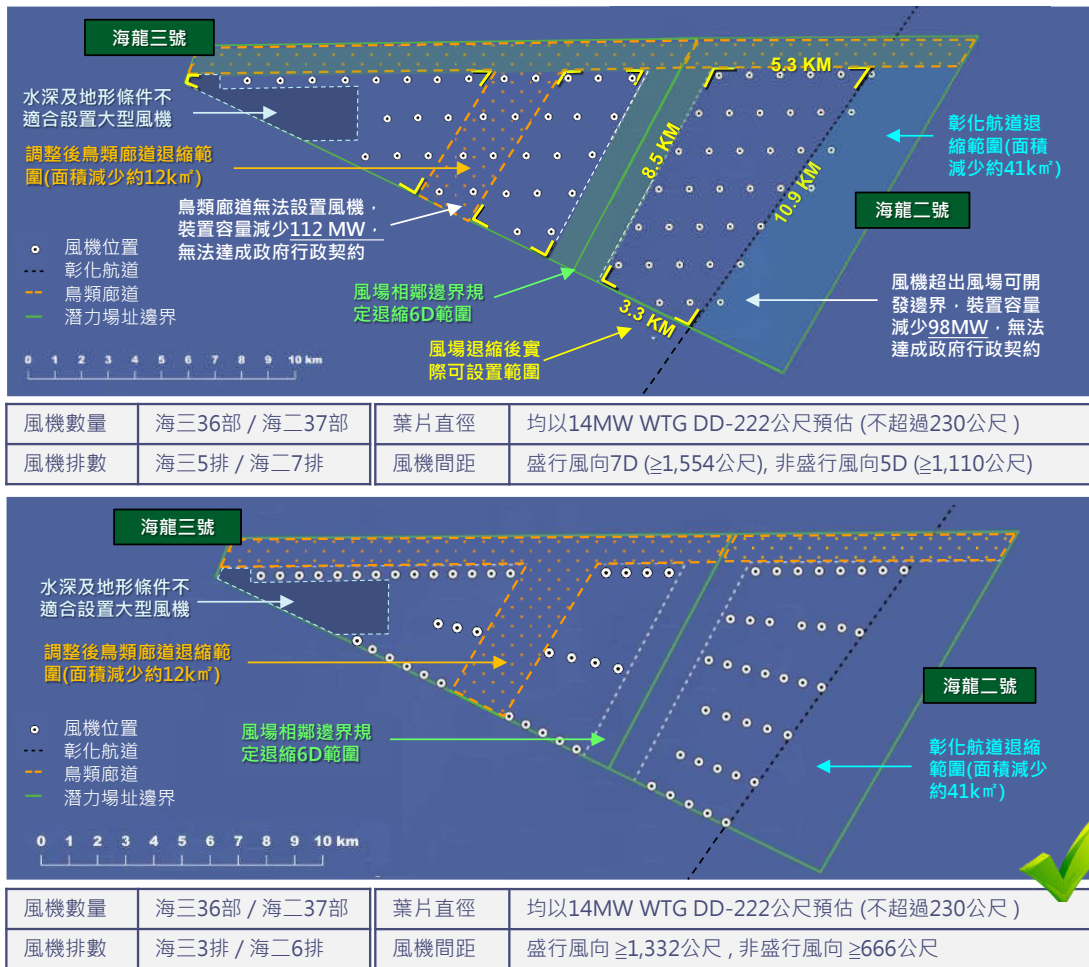 海龍三號
5.3 KM
水深及地形條件不
適合設置大型風機
調整後鳥類廊道退縮範
圍(面積減少約12k㎡)
8.5 KM
10.9 KM
彰化航道退
縮範圍(面積
減少約41k㎡)
海龍二號
鳥類廊道無法設置風機，
裝置容量減少112 MW，
無法達成政府行政契約
風機位置
彰化航道
鳥類廊道
潛力場址邊界
風場相鄰邊界規
定退縮6D範圍
3.3 KM
風機超出風場可開
發邊界，裝置容量
減少98MW，無法
達成政府行政契約
風場退縮後實
際可設置範圍
0 1 2 3 4 5 6 7 8 9 10 km
風機數量 海三36部 / 海二37部 葉片直徑 均以14MW WTG DD-222公尺預估 (不超過230公尺 )
風機排數 海三5排 / 海二7排 風機間距 盛行風向7D (≧1,554公尺), 非盛行風向5D (≧1,110公尺)
海龍三號
水深及地形條件不
適合設置大型風機
調整後鳥類廊道退縮範
圍(面積減少約12k㎡)
海龍二號
風機位置
彰化航道
鳥類廊道
潛力場址邊界
風場相鄰邊界規
定退縮6D範圍
彰化航道退縮
範圍(面積減少
約41k㎡)
0 1 2 3 4 5 6 7 8 9 10 km
風機數量 海三36部 / 海二37部 葉片直徑 均以14MW WTG DD-222公尺預估 (不超過230公尺 )
風機排數 海三3排 / 海二6排 風機間距 盛行風向 ≧1,332公尺 , 非盛行風向 ≧666公尺